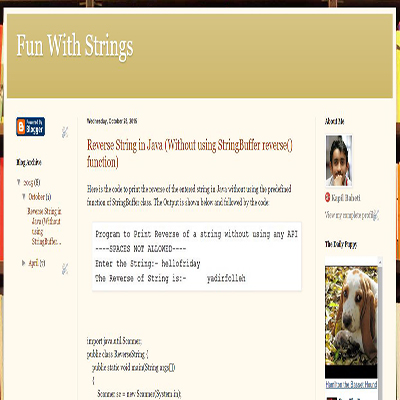 Fun With Strings
Powered By
Blogger
Blog Archive
▼ 2015 (8)
▼ October (1)
Reverse String in
Java (Without
using
StringBuffer...
► April (7)
Wednesday, October 28, 2015
Reverse String in Java (Without using StringBuffer reverse()
function)
Here is the code to print the reverse of the entered string in Java without using the predefined
function of StringBuffer class. The Output is shown below and followed by the code:
Program to Print Reverse of a string without using any API
----SPACES NOT ALLOWED----
Enter the String:- hellofriday
The Reverse of String is:- yadirfolleh
import java.util.Scanner;
public class ReverseString {
public static void main(String args[])
{
Scanner sc = new Scanner(System.in);
About Me
Kapil Baheti
View my complete profile
The Daily Puppy
Hamilton the Basset Hound